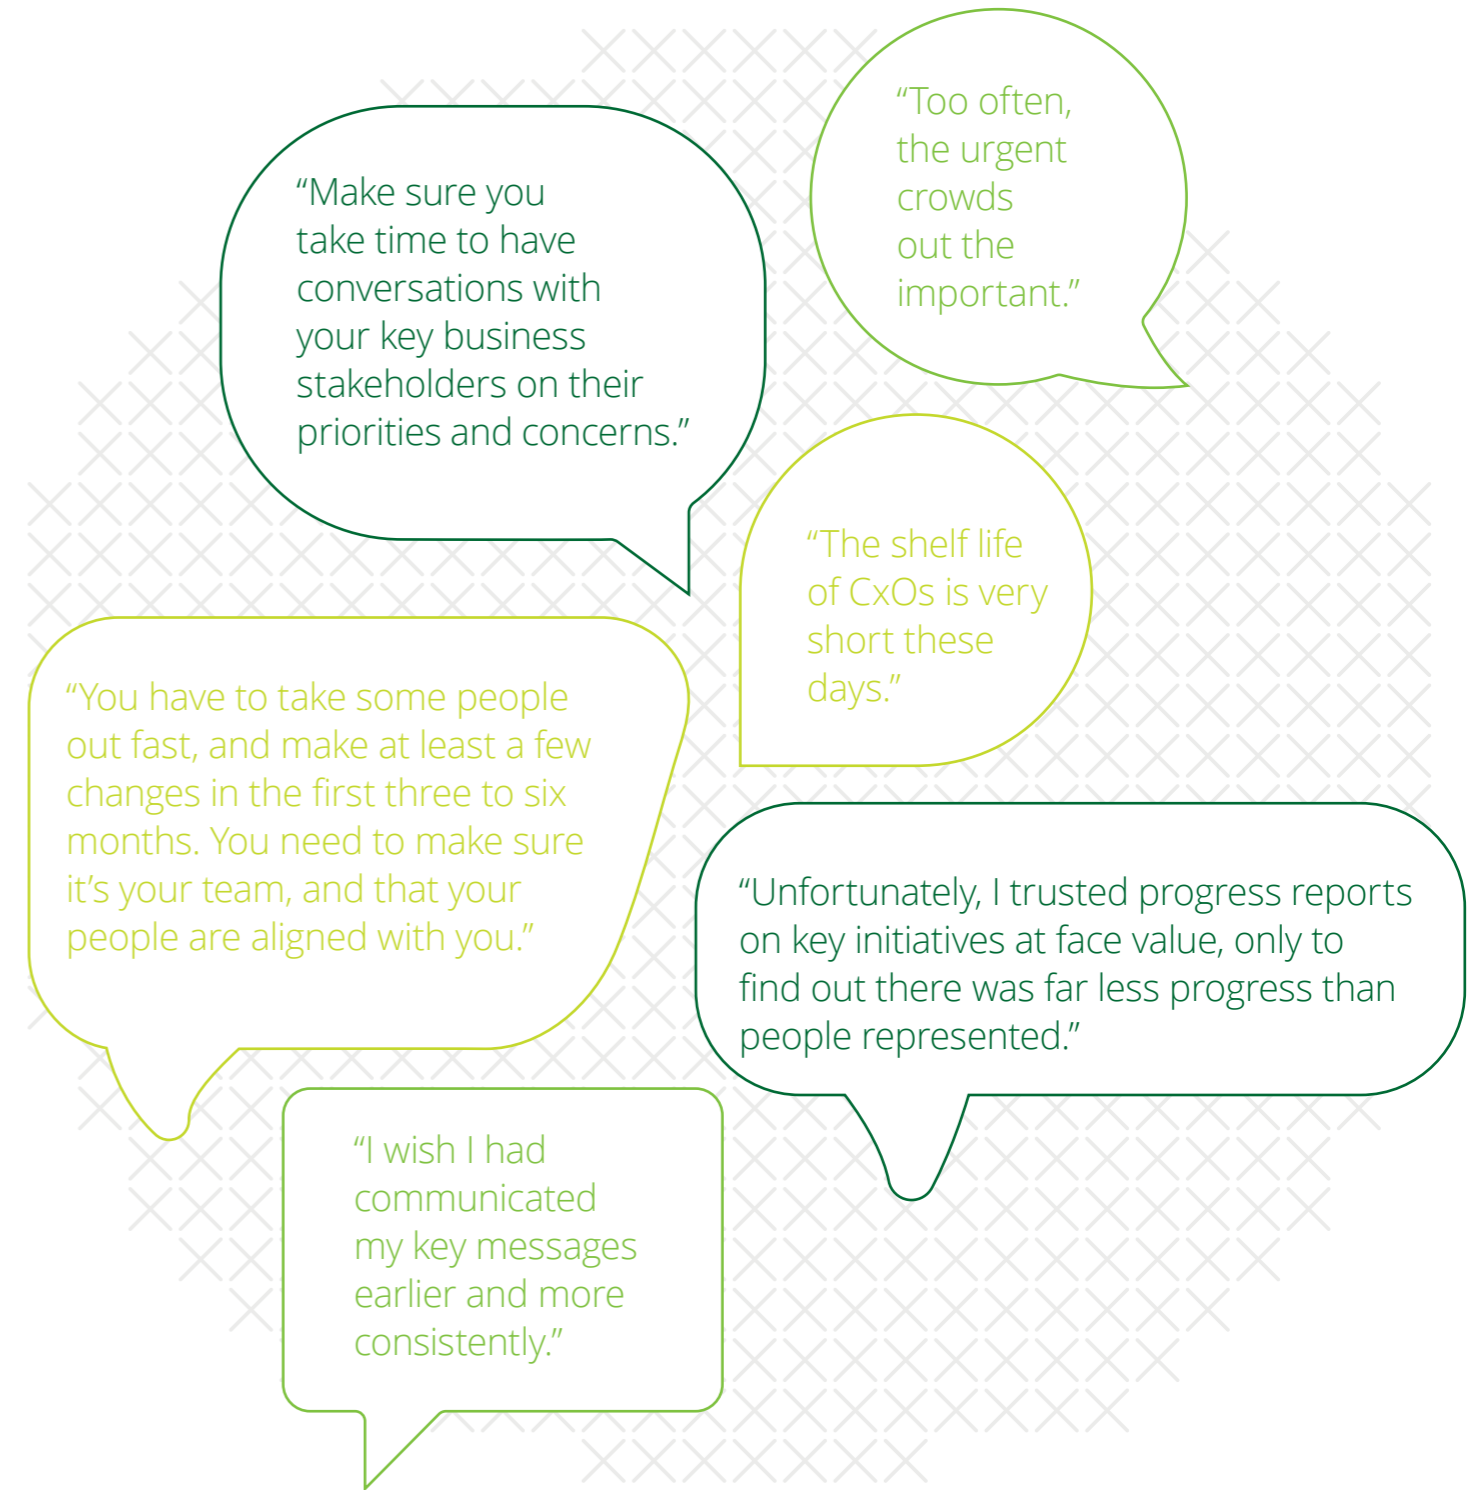 “Make sure you
take time to have
conversations with
your key business
stakeholders on their
priorities and concerns.”
“Too often,
the urgent
crowds
out the
important.”
“The shelf life
of CxOs is very
short these
days.”
“You have to take some people
out fast, and make at least a few
changes in the first three to six
months. You need to make sure
it’s your team, and that your
people are aligned with you.”
“Unfortunately, I trusted progress reports
on key initiatives at face value, only to
find out there was far less progress than
people represented.”
“I wish I had
communicated
my key messages
earlier and more
consistently.”